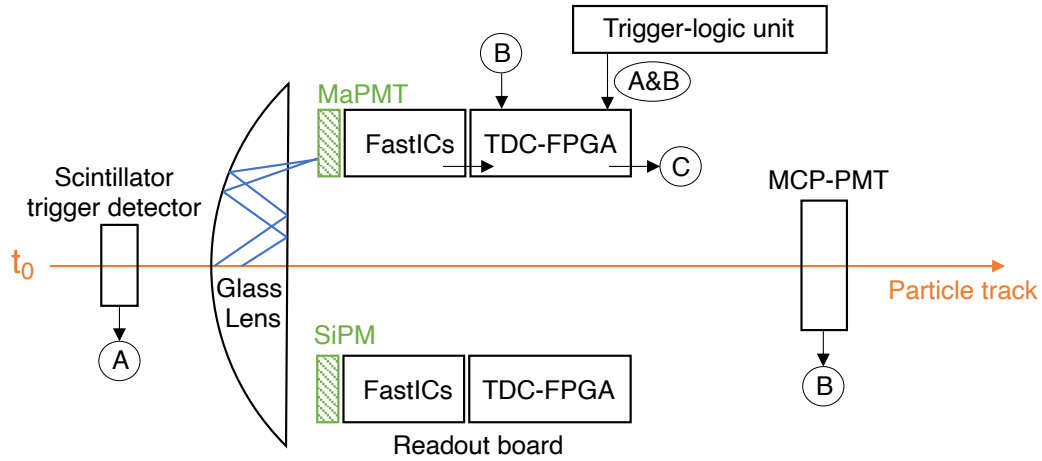 Trigger-logic unit
B
A&B
MaPMT
FastICs
TDC-FPGA
C
MCP-PMT
Scintillator
trigger detector
t0
Glass
Lens
Particle track
A
SiPM
FastICs
TDC-FPGA
B
Readout board